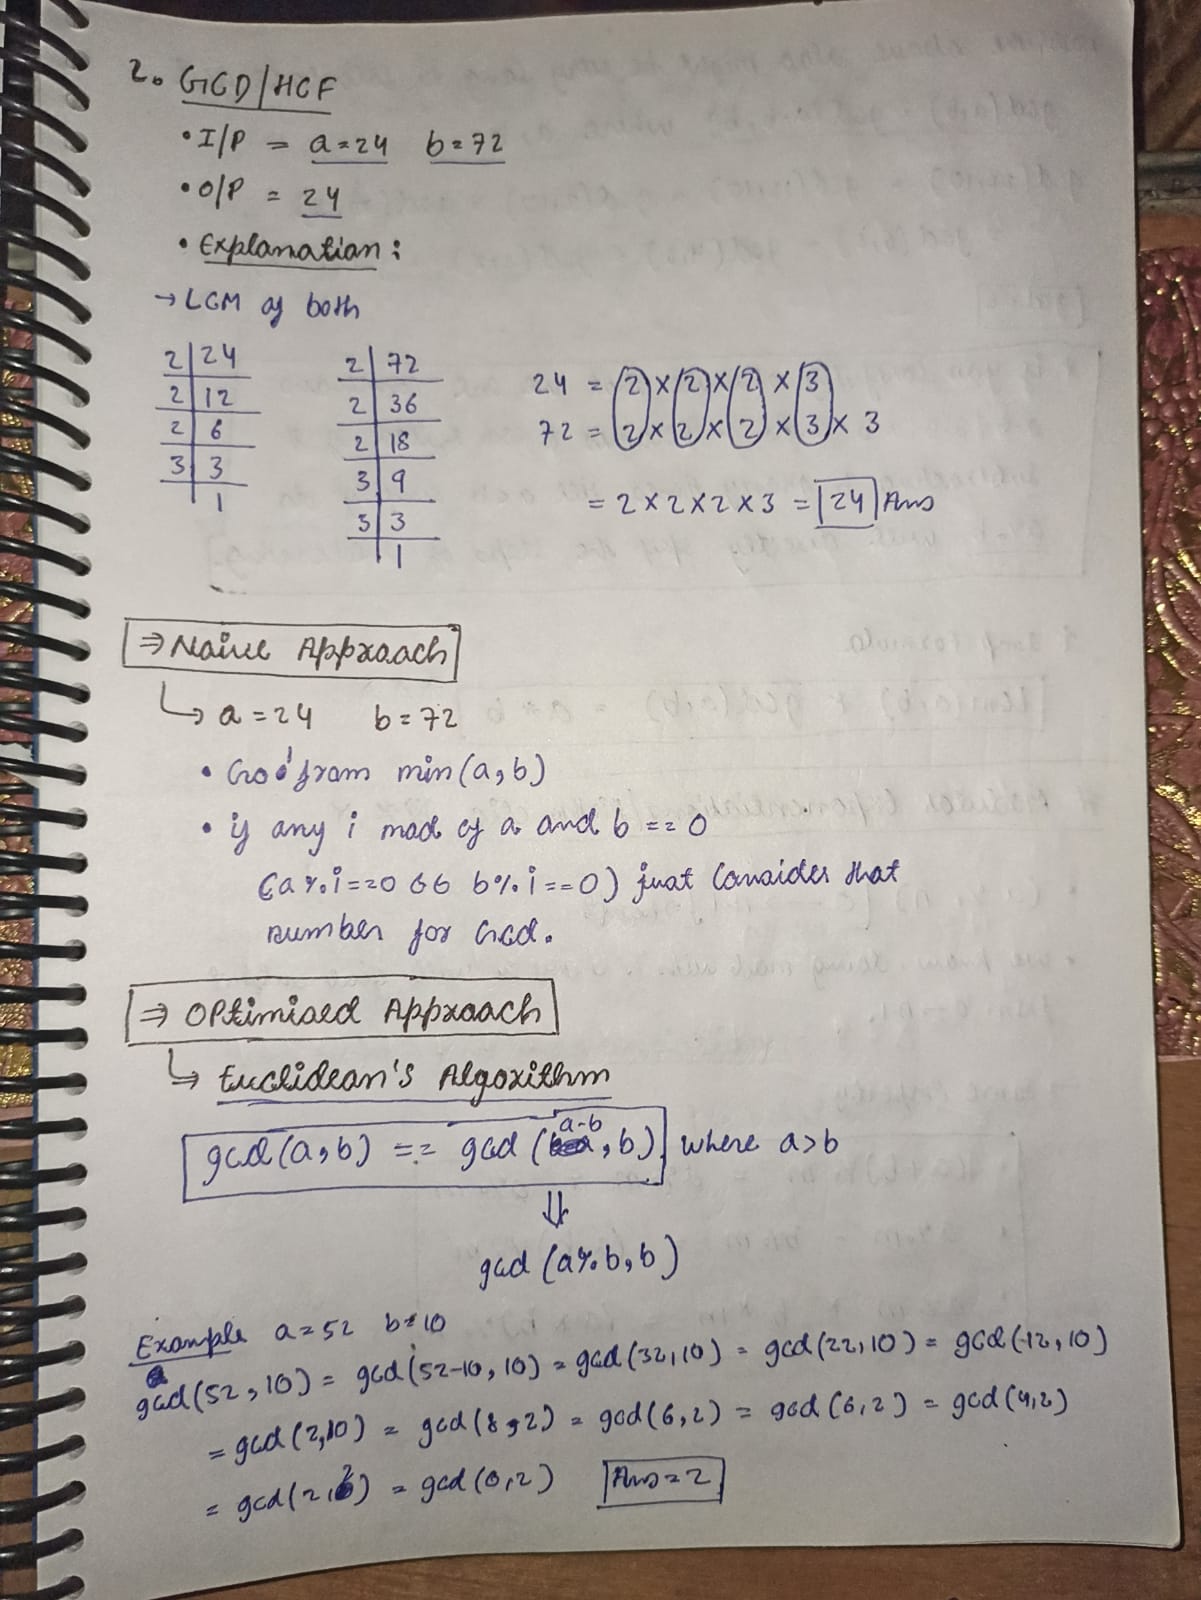 2. GCD/HCF
• I/P = a=24 b=72
• O/P = 24
• Explanation:
→ LCM of both
2 | 24
2 | 12
2 | 6
3 | 3
1
2 | 72
2 | 36
2 | 18
3 | 9
3 | 3
1
24 = 2 × 2 × 2 × 3
72 = 2 × 2 × 2 × 3 × 3
= 2 × 2 × 2 × 3 = 24 Ans
⇒ Naive Approach
↳ a = 24 b = 72
• Go from min(a,b)
• if any i mod of a and b == 0
(a%i==0 && b%i==0) just consider that
number for Gcd.
⇒ Optimised Approach
↳ Euclidean's Algorithm
gcd(a,b) == gcd(a-b,b) where a>b
⇓
gcd(a%b,b)
Example a=52 b=10
gcd(52,10) = gcd(52-10,10) = gcd(32,10) = gcd(22,10) = gcd(12,10)
= gcd(2,10) = gcd(8,2) = gcd(6,2) = gcd(6,2) = gcd(4,2)
= gcd(2,2) = gcd(0,2) Ans=2